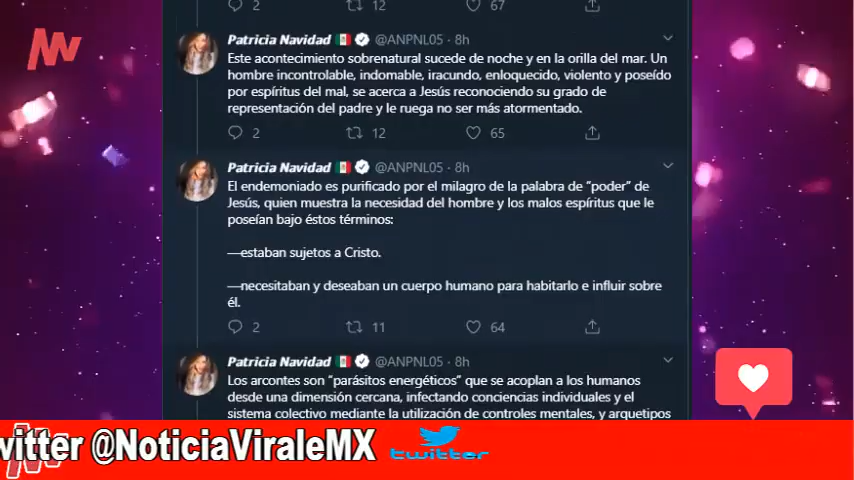 2 12 67
Patricia Navidad @ANPNL05 · 8h
Este acontecimiento sobrenatural sucede de noche y en la orilla del mar. Un
hombre incontrolable, indomable, iracundo, enloquecido, violento y poseído
por espíritus del mal, se acerca a Jesús reconociendo su grado de
representación del padre y le ruega no ser más atormentado.
2 12 65
Patricia Navidad @ANPNL05 · 8h
El endemoniado es purificado por el milagro de la palabra de “poder” de
Jesús, quien muestra la necesidad del hombre y los malos espíritus que le
poseían bajo éstos términos:
—estaban sujetos a Cristo.
—necesitaban y deseaban un cuerpo humano para habitarlo e influir sobre
él.
2 11 64
Patricia Navidad @ANPNL05 · 8h
Los arcontes son “parásitos energéticos” que se acoplan a los humanos
desde una dimensión cercana, infectando conciencias individuales y el
sistema colectivo mediante la utilización de controles mentales, y arquetipos
witter @NoticiaViraleMX twitter